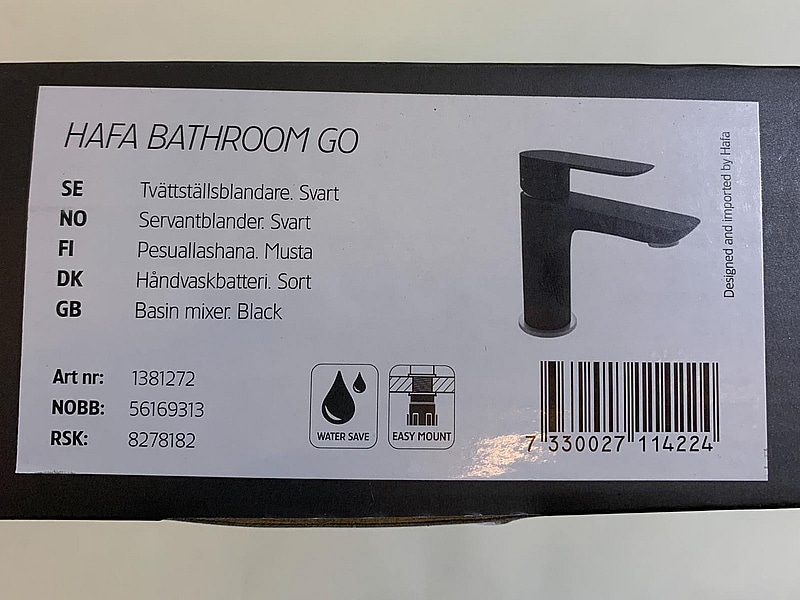 HAFA BATHROOM GO
SE Tvättställsblandare. Svart
NO Servantblander. Svart
FI Pesuallashana. Musta
DK Håndvaskbatteri. Sort
GB Basin mixer. Black
Art nr: 1381272
NOBB: 56169313
RSK: 8278182
WATER SAVE
EASY MOUNT
7 330027 114224
Designed and imported by Hafa